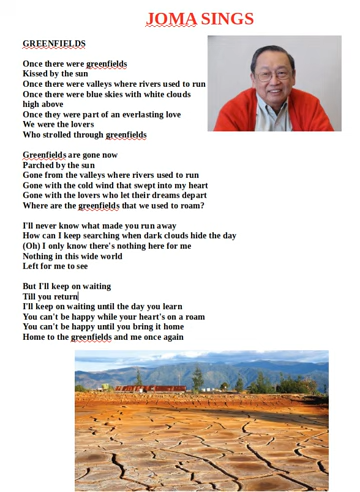 JOMA SINGS
GREENFIELDS
Once there were greenfields
Kissed by the sun
Once there were valleys where rivers used to run
Once there were blue skies with white clouds
high above
Once they were part of an everlasting love
We were the lovers
Who strolled through greenfields
Greenfields are gone now
Parched by the sun
Gone from the valleys where rivers used to run
Gone with the cold wind that swept into my heart
Gone with the lovers who let their dreams depart
Where are the greenfields that we used to roam?
I'll never know what made you run away
How can I keep searching when dark clouds hide the day
(Oh) I only know there's nothing here for me
Nothing in this wide world
Left for me to see
But I'll keep on waiting
Till you return
I'll keep on waiting until the day you learn
You can't be happy while your heart's on a roam
You can't be happy until you bring it home
Home to the greenfields and me once again